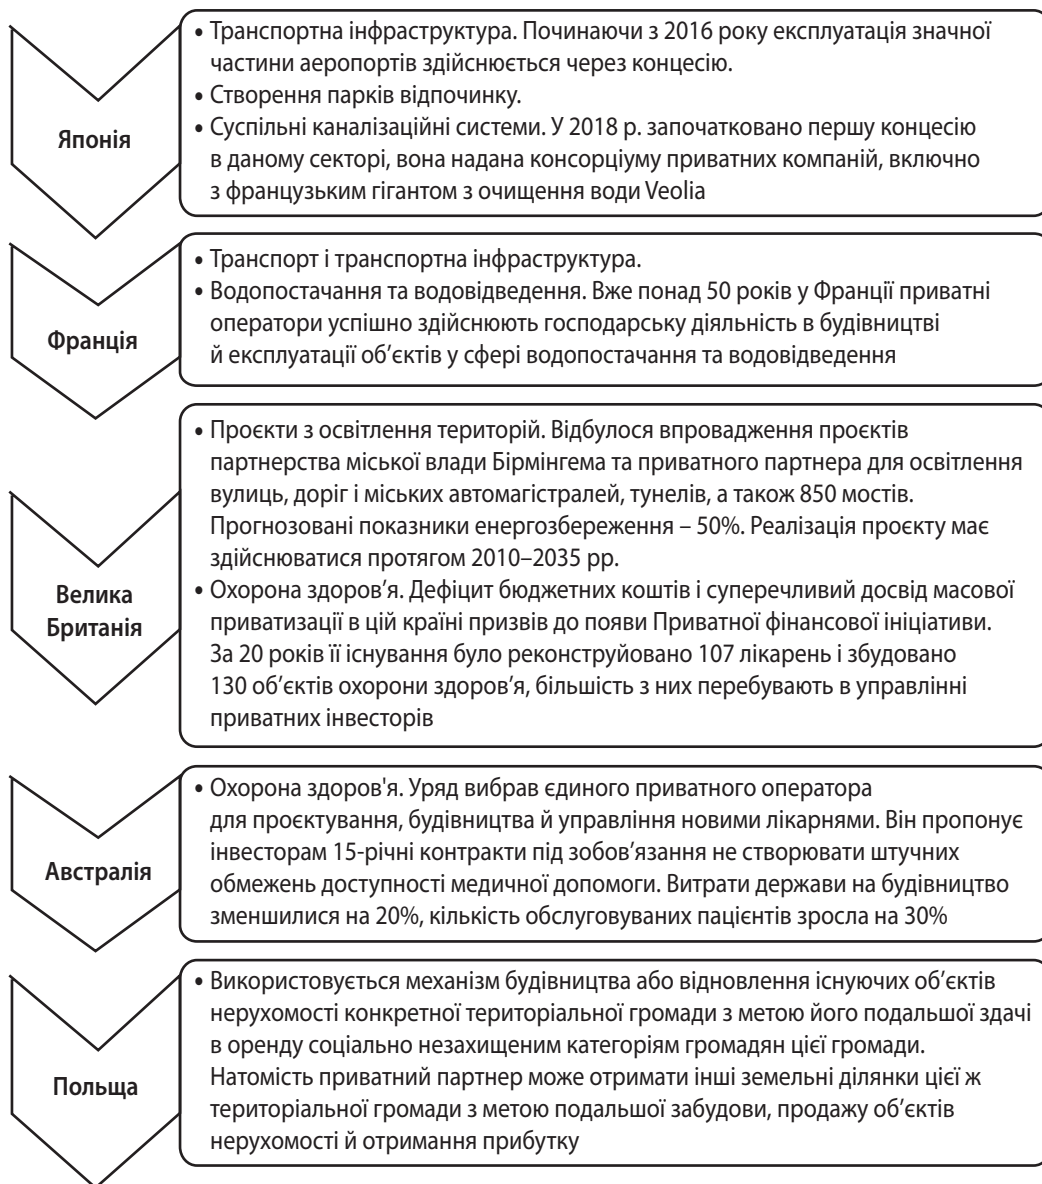 Японія
• Транспортна інфраструктура. Починаючи з 2016 року експлуатація значної
частини аеропортів здійснюється через концесію.
• Створення парків відпочинку.
• Суспільні каналізаційні системи. У 2018 р. започатковано першу концесію
в даному секторі, вона надана консорціуму приватних компаній, включно
з французьким гігантом з очищення води Veolia
Франція
• Транспорт і транспортна інфраструктура.
• Водопостачання та водовідведення. Вже понад 50 років у Франції приватні
оператори успішно здійснюють господарську діяльність в будівництві
й експлуатації об’єктів у сфері водопостачання та водовідведення
Велика
Британія
• Проєкти з освітлення територій. Відбулося впровадження проєктів
партнерства міської влади Бірмінгема та приватного партнера для освітлення
вулиць, доріг і міських автомагістралей, тунелів, а також 850 мостів.
Прогнозовані показники енергозбереження – 50%. Реалізація проєкту має
здійснюватися протягом 2010–2035 рр.
• Охорона здоров’я. Дефіцит бюджетних коштів і суперечливий досвід масової
приватизації в цій країні призвів до появи Приватної фінансової ініціативи.
За 20 років її існування було реконструйовано 107 лікарень і збудовано
130 об’єктів охорони здоров’я, більшість з них перебувають в управлінні
приватних інвесторів
Австралія
• Охорона здоров'я. Уряд вибрав єдиного приватного оператора
для проєктування, будівництва й управління новими лікарнями. Він пропонує
інвесторам 15-річні контракти під зобов’язання не створювати штучних
обмежень доступності медичної допомоги. Витрати держави на будівництво
зменшилися на 20%, кількість обслуговуваних пацієнтів зросла на 30%
Польща
• Використовується механізм будівництва або відновлення існуючих об’єктів
нерухомості конкретної територіальної громади з метою його подальшої здачі
в оренду соціально незахищеним категоріям громадян цієї громади.
Натомість приватний партнер може отримати інші земельні ділянки цієї ж
територіальної громади з метою подальшої забудови, продажу об’єктів
нерухомості й отримання прибутку